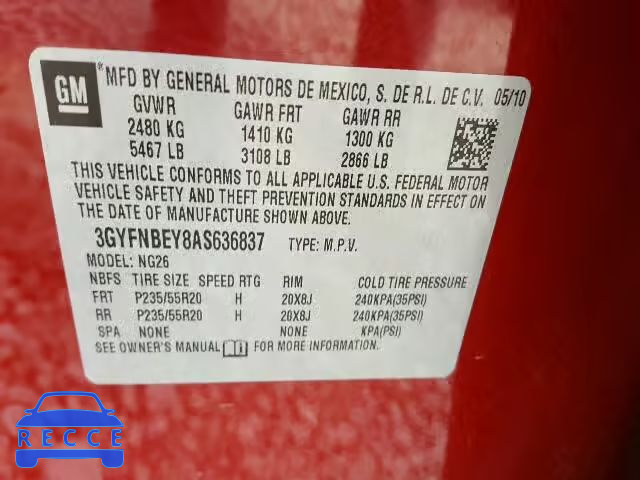 GM
*MFD BY GENERAL MOTORS DE MEXICO, S. DE R.L. DE C.V. 05/10
GVWR GAWR FRT GAWR RR
2480 KG 1410 KG 1300 KG
5467 LB 3108 LB 2866 LB
THIS VEHICLE CONFORMS TO ALL APPLICABLE U.S. FEDERAL MOTOR
VEHICLE SAFETY AND THEFT PREVENTION STANDARDS IN EFFECT ON
THE DATE OF MANUFACTURE SHOWN ABOVE.
3GYFNBEY8AS636837 TYPE: M.P.V.
MODEL: NG26
NBFS TIRE SIZE SPEED RTG RIM COLD TIRE PRESSURE
FRT P235/55R20 H 20X8J 240KPA(35PSI)
RR P235/55R20 H 20X8J 240KPA(35PSI)
SPA NONE NONE KPA(PSI)
SEE OWNER'S MANUAL FOR MORE INFORMATION.
RECCE